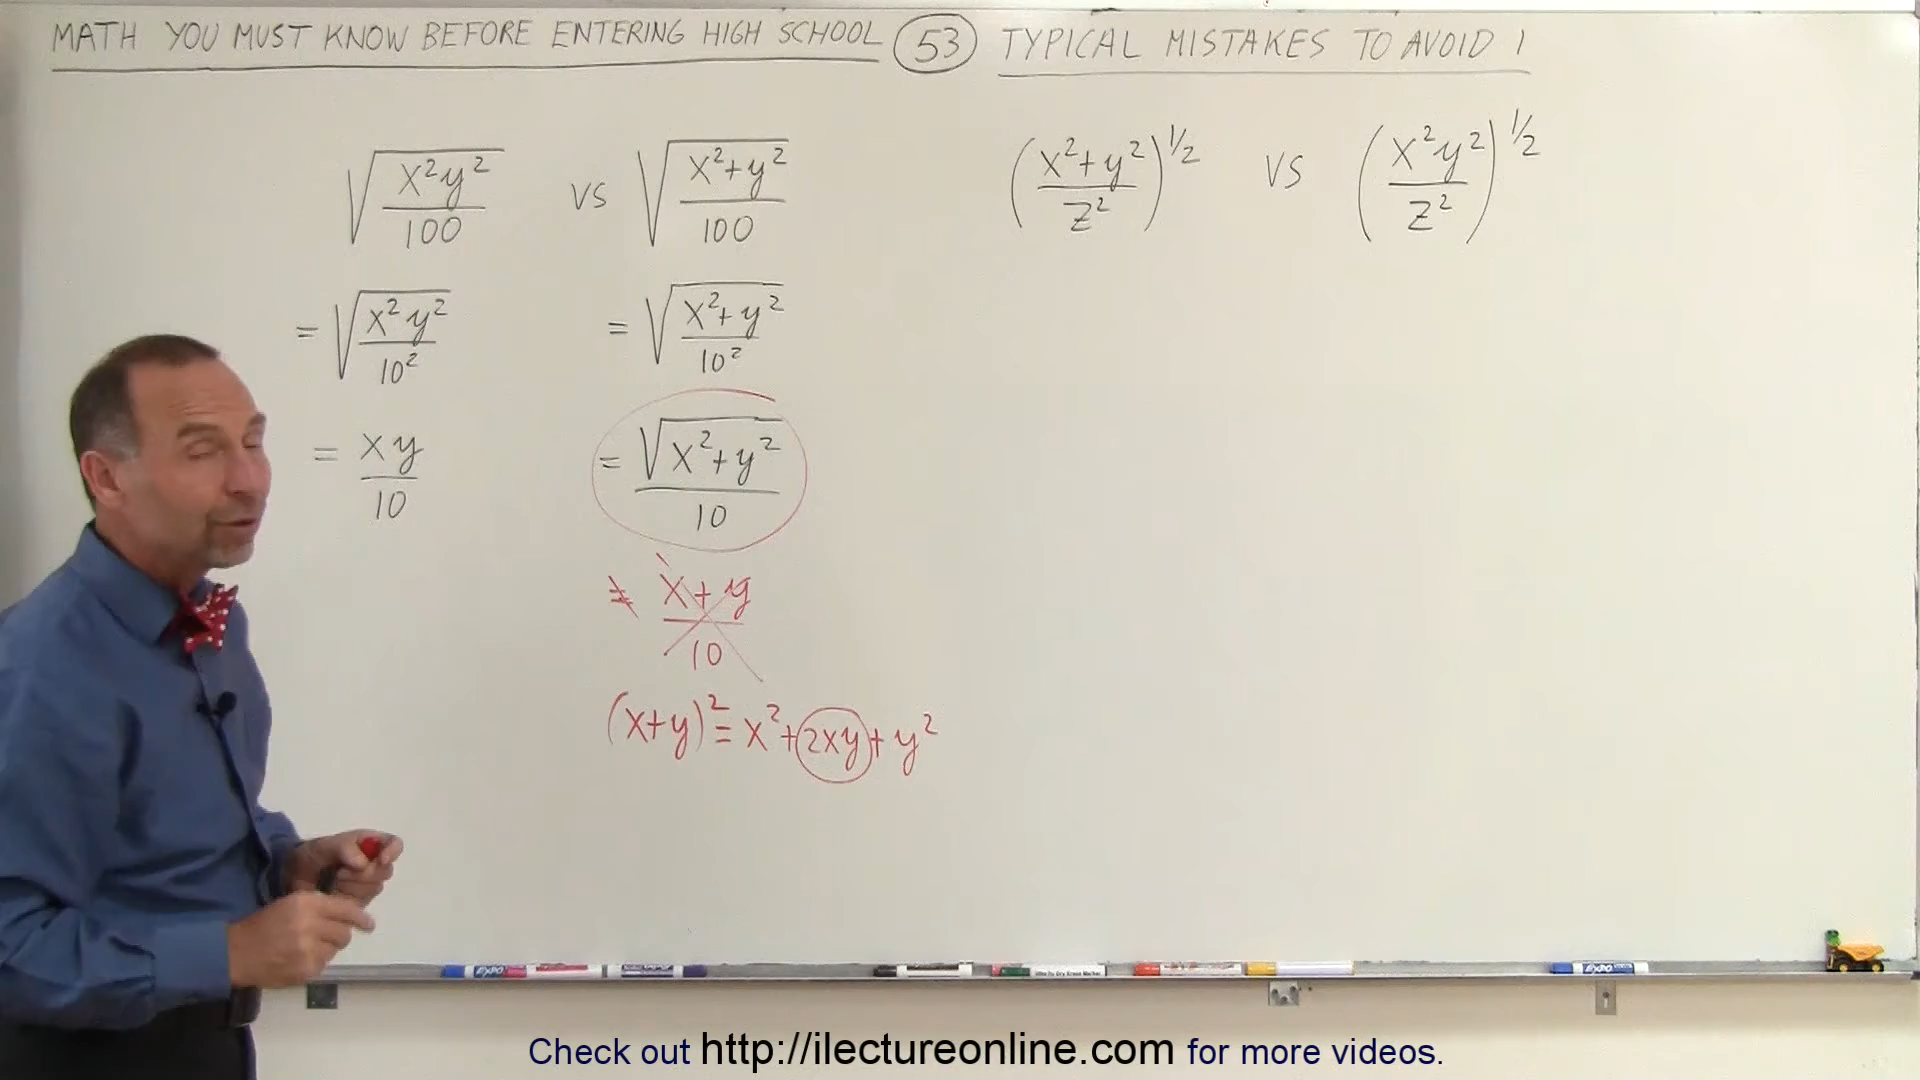 MATH YOU MUST KNOW BEFORE ENTERING HIGH SCHOOL 53 TYPICAL MISTAKES TO AVOID 1
√(x²y²/100) VS √(x²+y²/100)
(x²+y²/z²)^1/2 VS (x²y²/z²)^1/2
= √(x²y²/10²) = √(x²+y²/10²)
= xy/10 = √(x²+y²)/10
≠ x+y/10
(x+y)² = x²+2xy+y²
EXPO
EXPO
Check out http://ilectureonline.com for more videos.